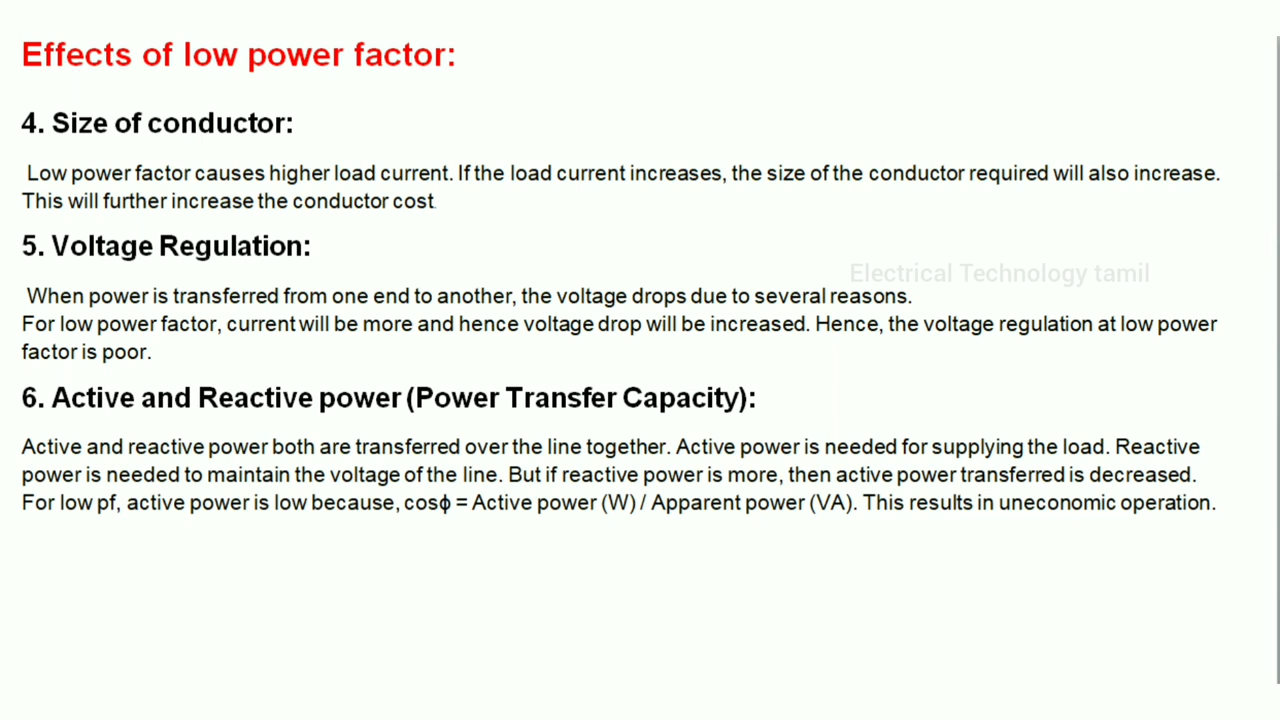 Effects of low power factor:
4. Size of conductor:
Low power factor causes higher load current. If the load current increases, the size of the conductor required will also increase.
This will further increase the conductor cost.
5. Voltage Regulation:
Electrical Technology tamil
When power is transferred from one end to another, the voltage drops due to several reasons.
For low power factor, current will be more and hence voltage drop will be increased. Hence, the voltage regulation at low power
factor is poor.
6. Active and Reactive power (Power Transfer Capacity):
Active and reactive power both are transferred over the line together. Active power is needed for supplying the load. Reactive
power is needed to maintain the voltage of the line. But if reactive power is more, then active power transferred is decreased.
For low pf, active power is low because, cosϕ = Active power (W) / Apparent power (VA). This results in uneconomic operation.